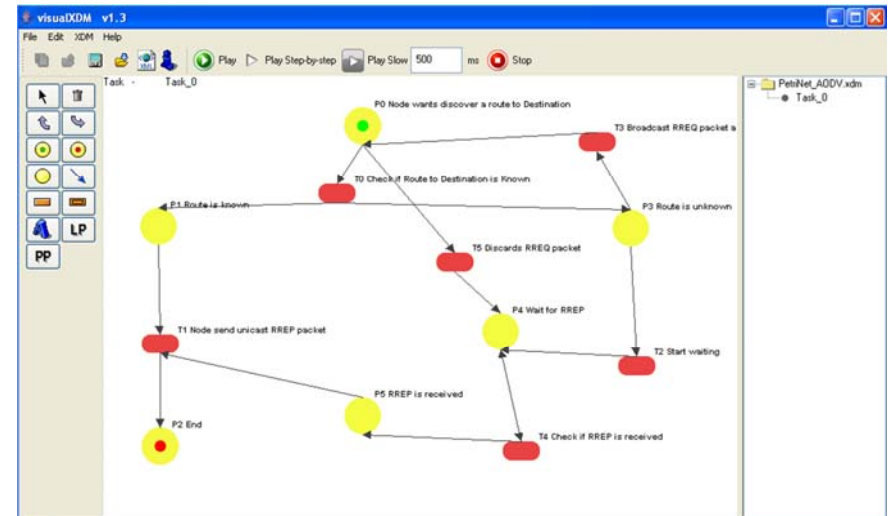 visualXDM v1.3
File Edit XDM Help
Play Play Step-by-step Play Slow 500 ms Stop
Task - Task_0
PetriNet_AODV.xdm
Task_0
P0 Node wants discover a route to Destination
T3 Broadcast RREQ packet a
T0 Check if Route to Destination is Known
P1 Route is known
P3 Route is unknown
T5 Discards RREQ packet
LP
PP
P4 Wait for RREP
T1 Node send unicast RREP packet
T2 Start waiting
P5 RREP is received
P2 End
T4 Check if RREP is received